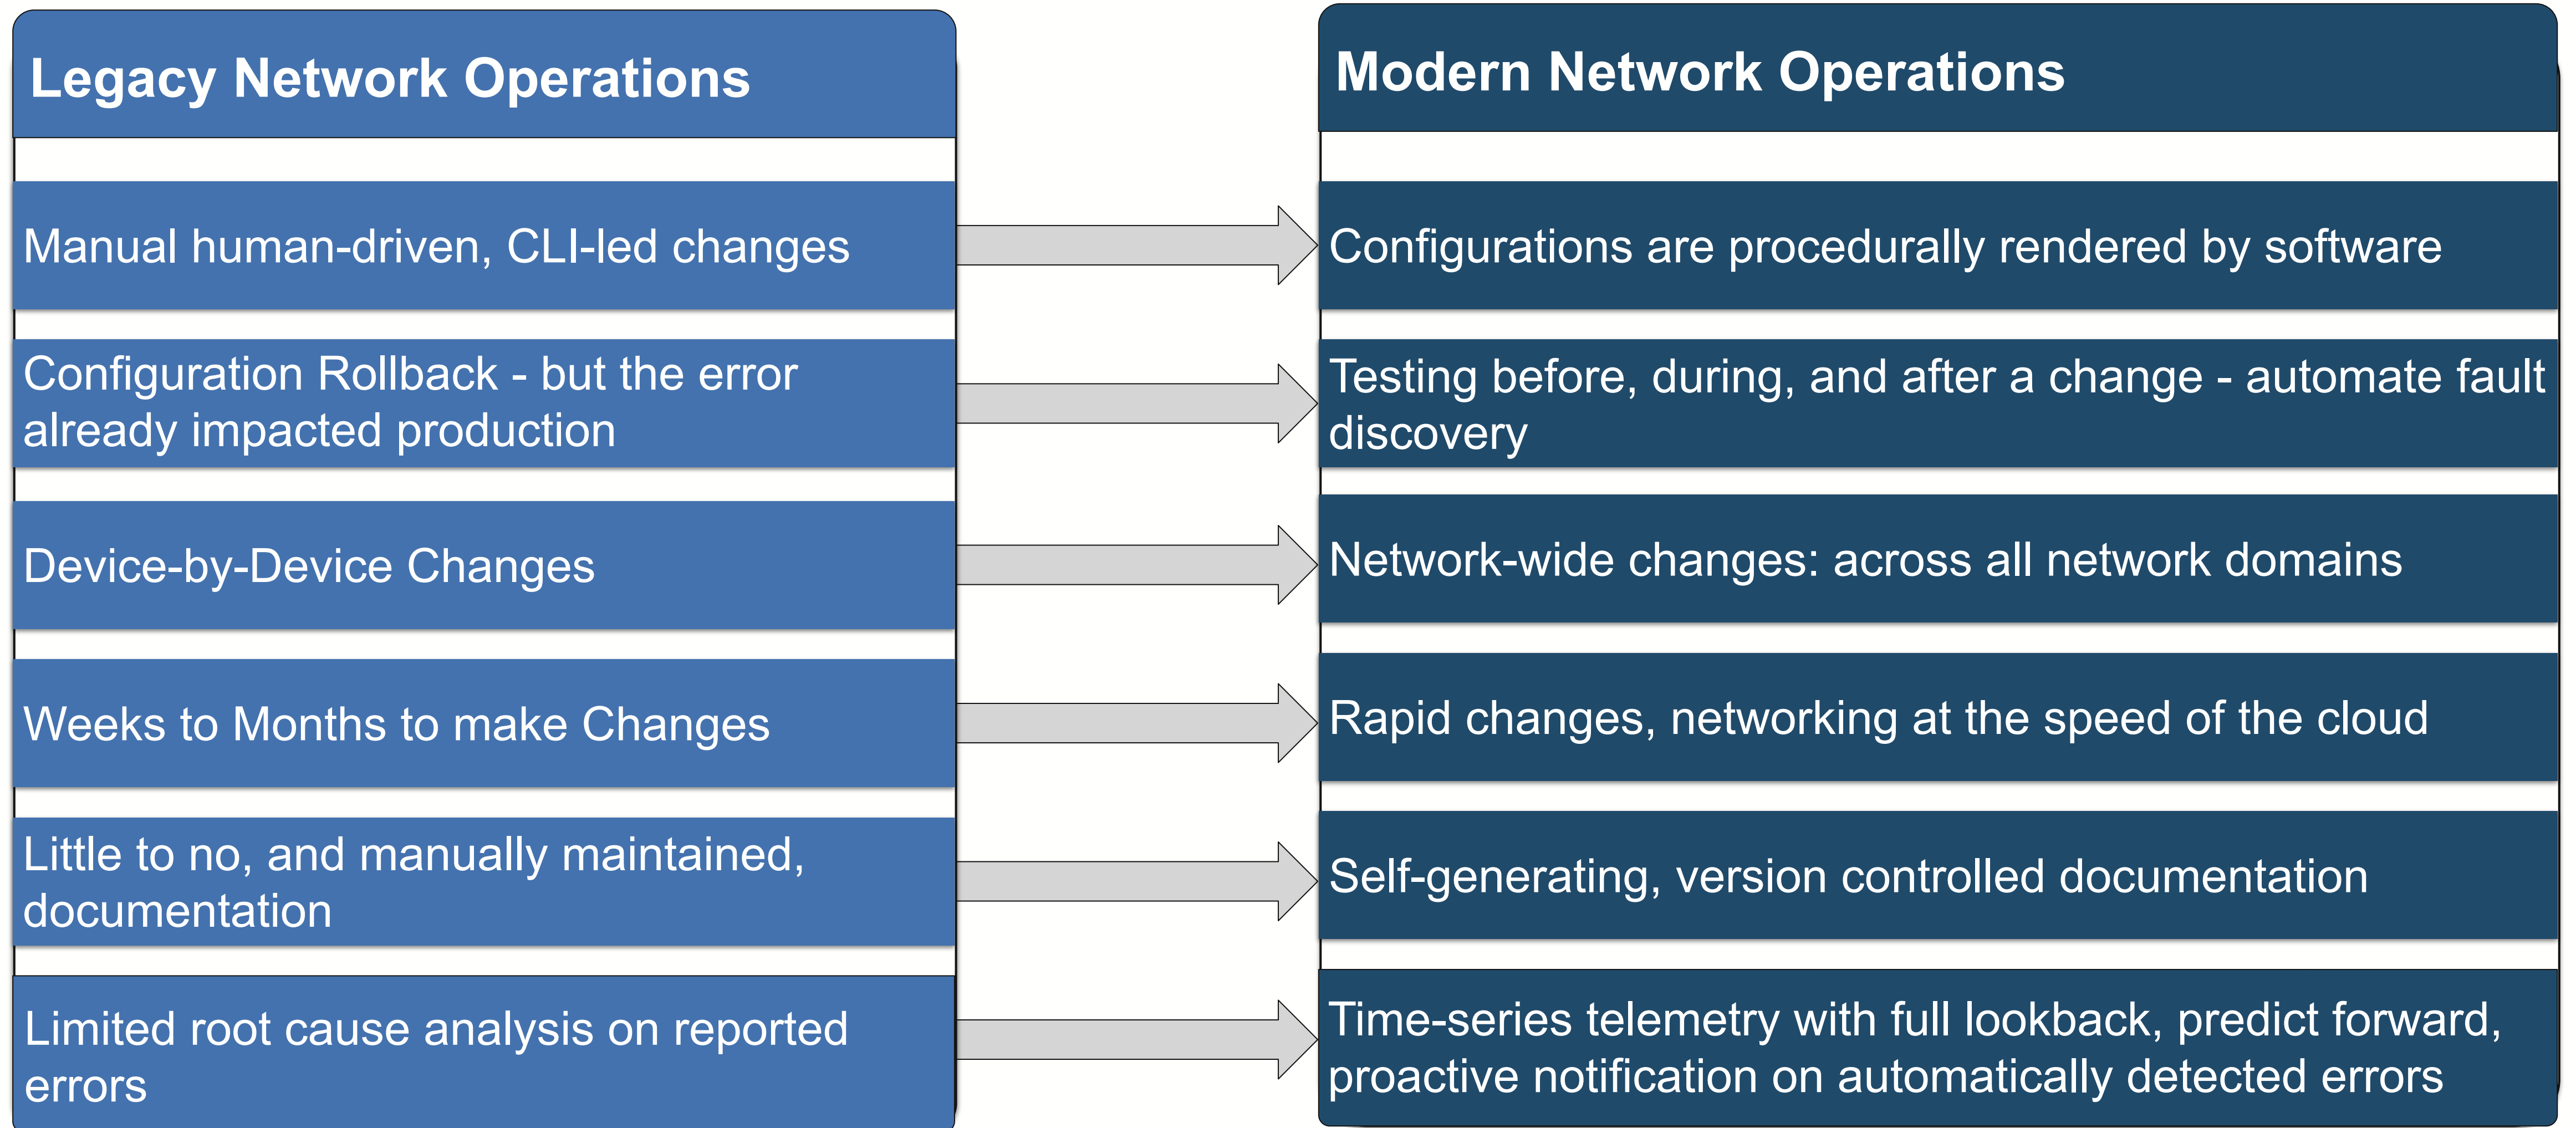 Legacy Network Operations
Manual human-driven, CLI-led changes
Configuration Rollback - but the error
already impacted production
Device-by-Device Changes
Weeks to Months to make Changes
Little to no, and manually maintained,
documentation
Limited root cause analysis on reported
errors
Modern Network Operations
Configurations are procedurally rendered by software
Testing before, during, and after a change - automate fault
discovery
Network-wide changes: across all network domains
Rapid changes, networking at the speed of the cloud
Self-generating, version controlled documentation
Time-series telemetry with full lookback, predict forward,
proactive notification on automatically detected errors